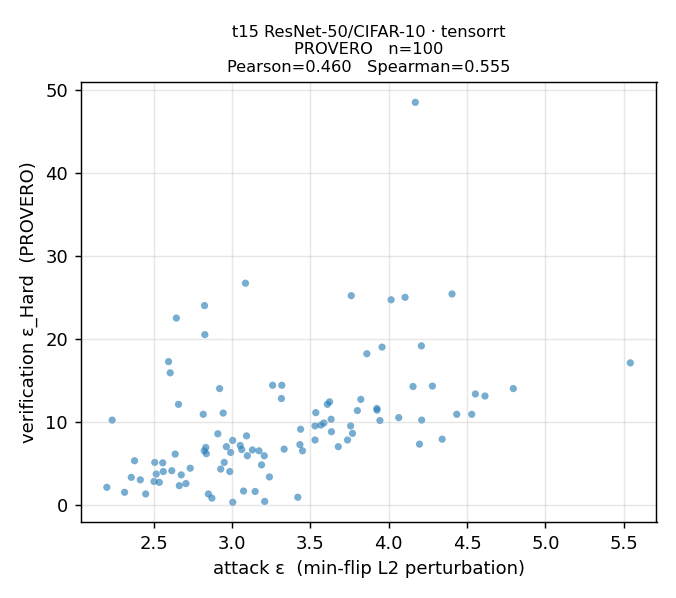 t15 ResNet-50/CIFAR-10 · tensorrt
PROVERO   n=100
Pearson=0.460   Spearman=0.555
50
40
30
20
10
0
verification ε_Hard  (PROVERO)
2.5 3.0 3.5 4.0 4.5 5.0 5.5
attack ε  (min-flip L2 perturbation)